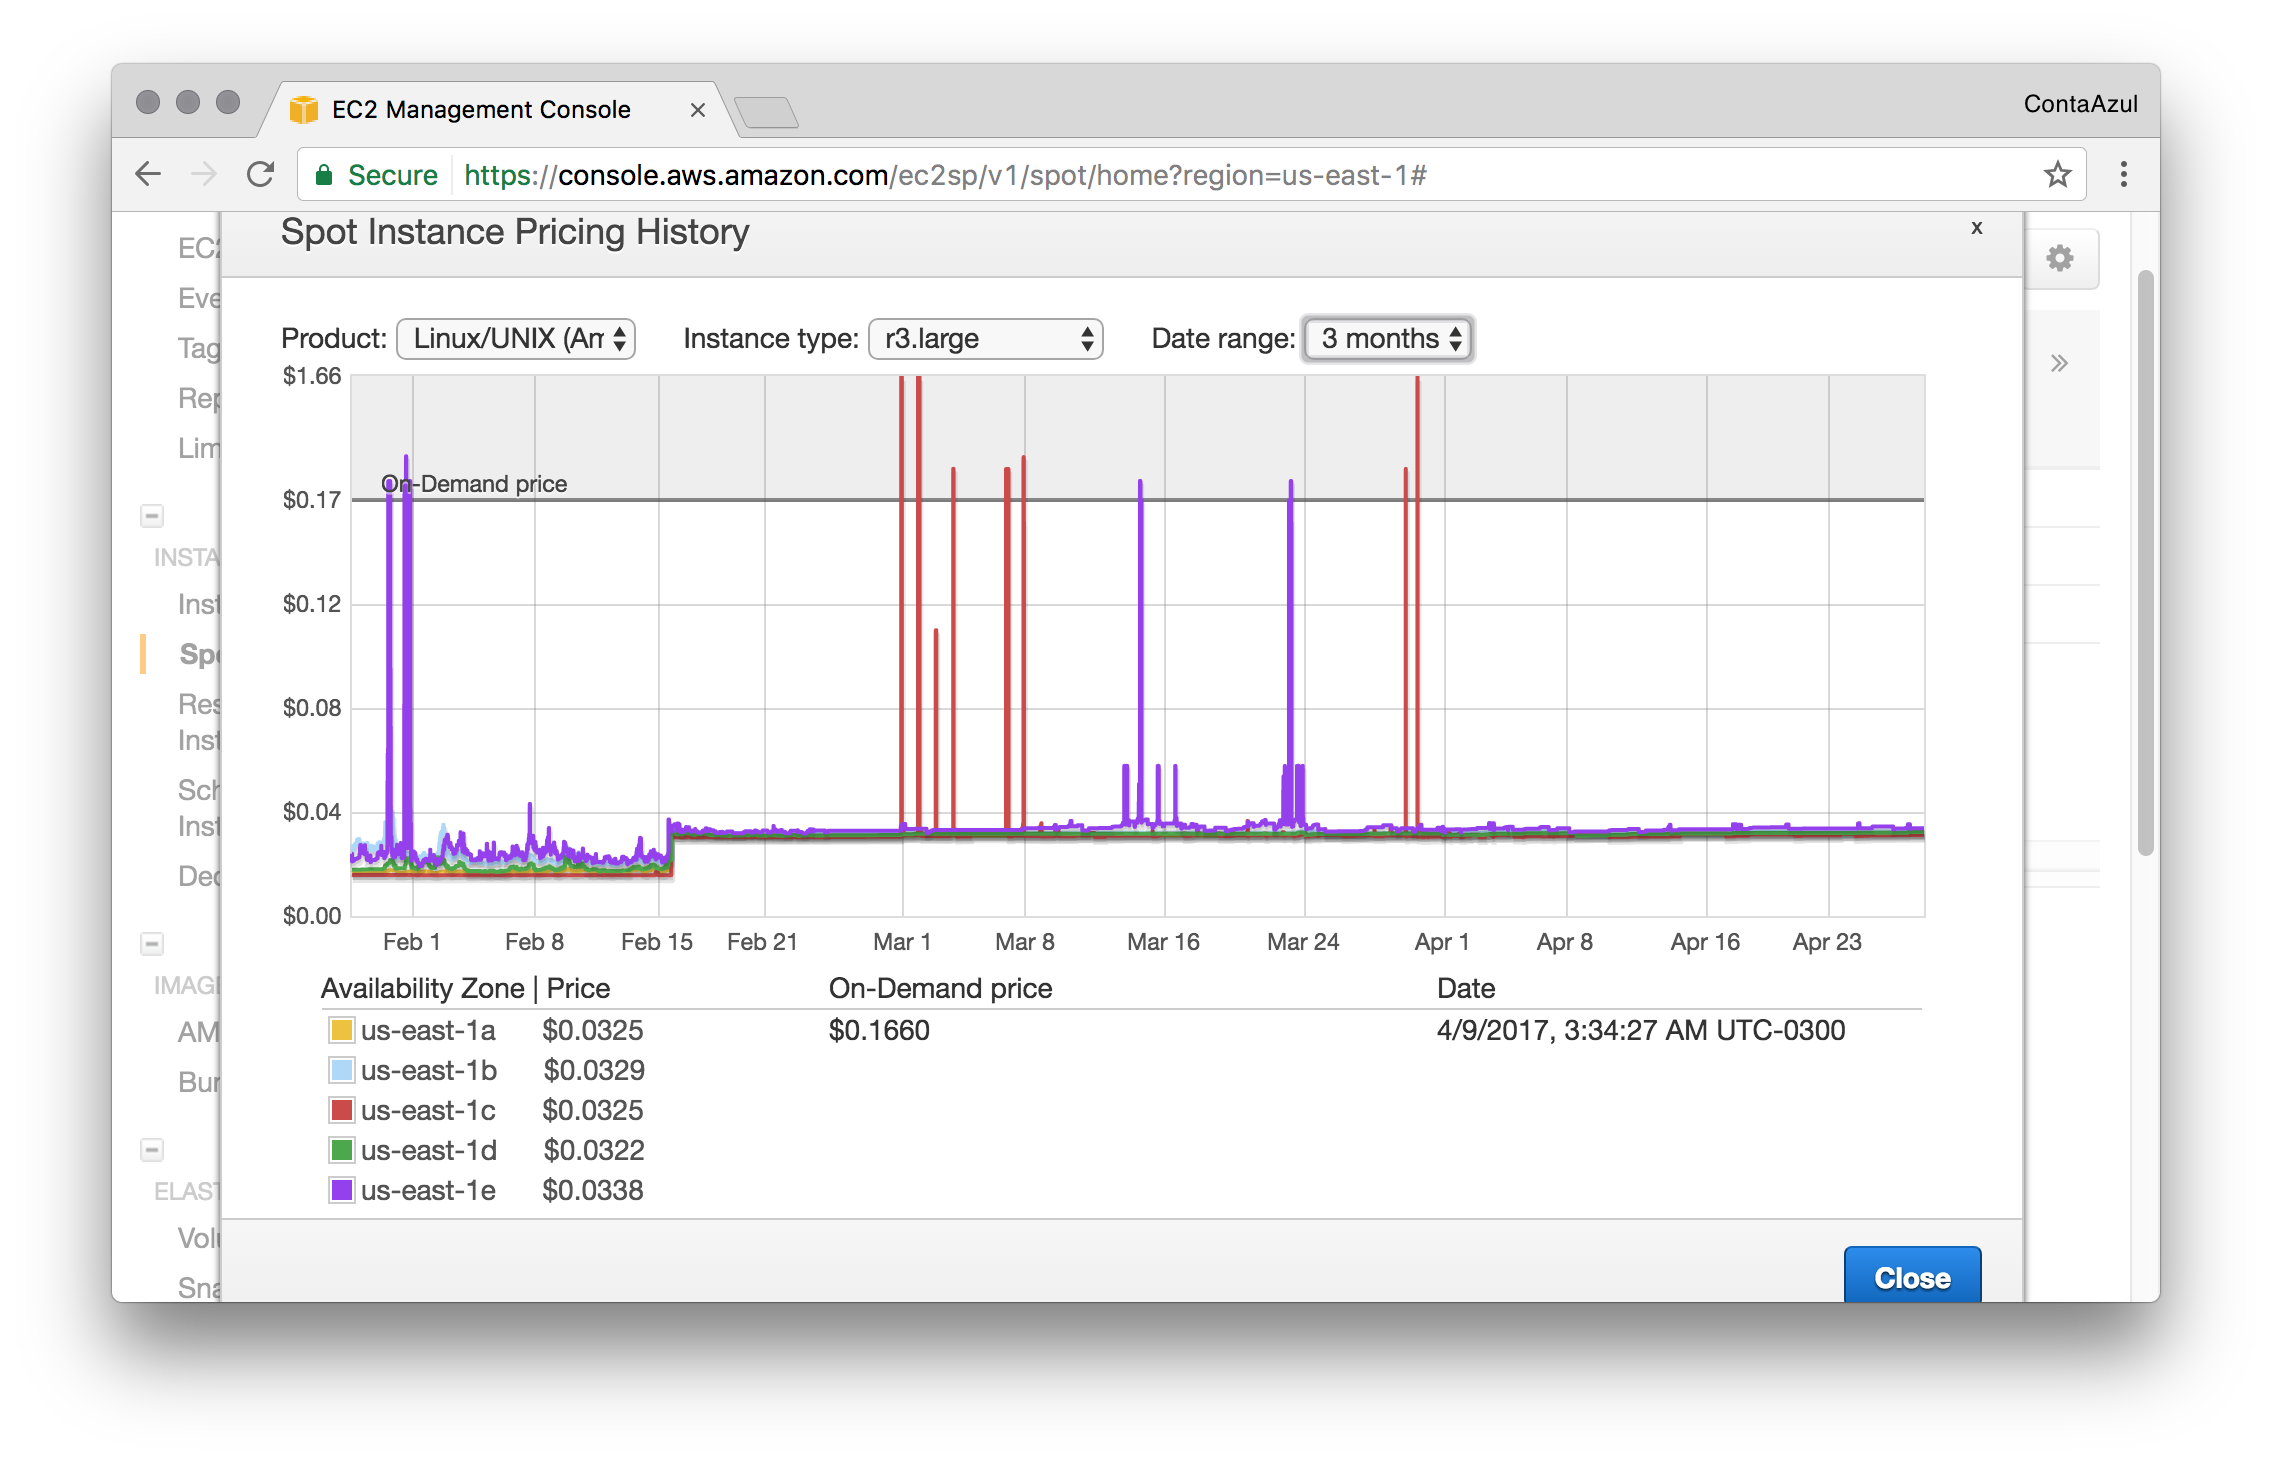 EC2 Management Console
ContaAzul
Secure https://console.aws.amazon.com/ec2sp/v1/spot/home?region=us-east-1#
Spot Instance Pricing History
x
Product: Linux/UNIX (Am Instance type: r3.large Date range: 3 months
$1.66
On-Demand price
$0.17
$0.12
$0.08
$0.04
$0.00
Feb 1 Feb 8 Feb 15 Feb 21 Mar 1 Mar 8 Mar 16 Mar 24 Apr 1 Apr 8 Apr 16 Apr 23
Availability Zone | Price On-Demand price Date
us-east-1a $0.0325 $0.1660 4/9/2017, 3:34:27 AM UTC-0300
us-east-1b $0.0329
us-east-1c $0.0325
us-east-1d $0.0322
us-east-1e $0.0338
Close
EC2
Eve
Tag
Rep
Lim
INSTA
Inst
Spo
Res
Inst
Sch
Inst
Dec
IMAG
AM
Bun
ELAST
Volu
Sna